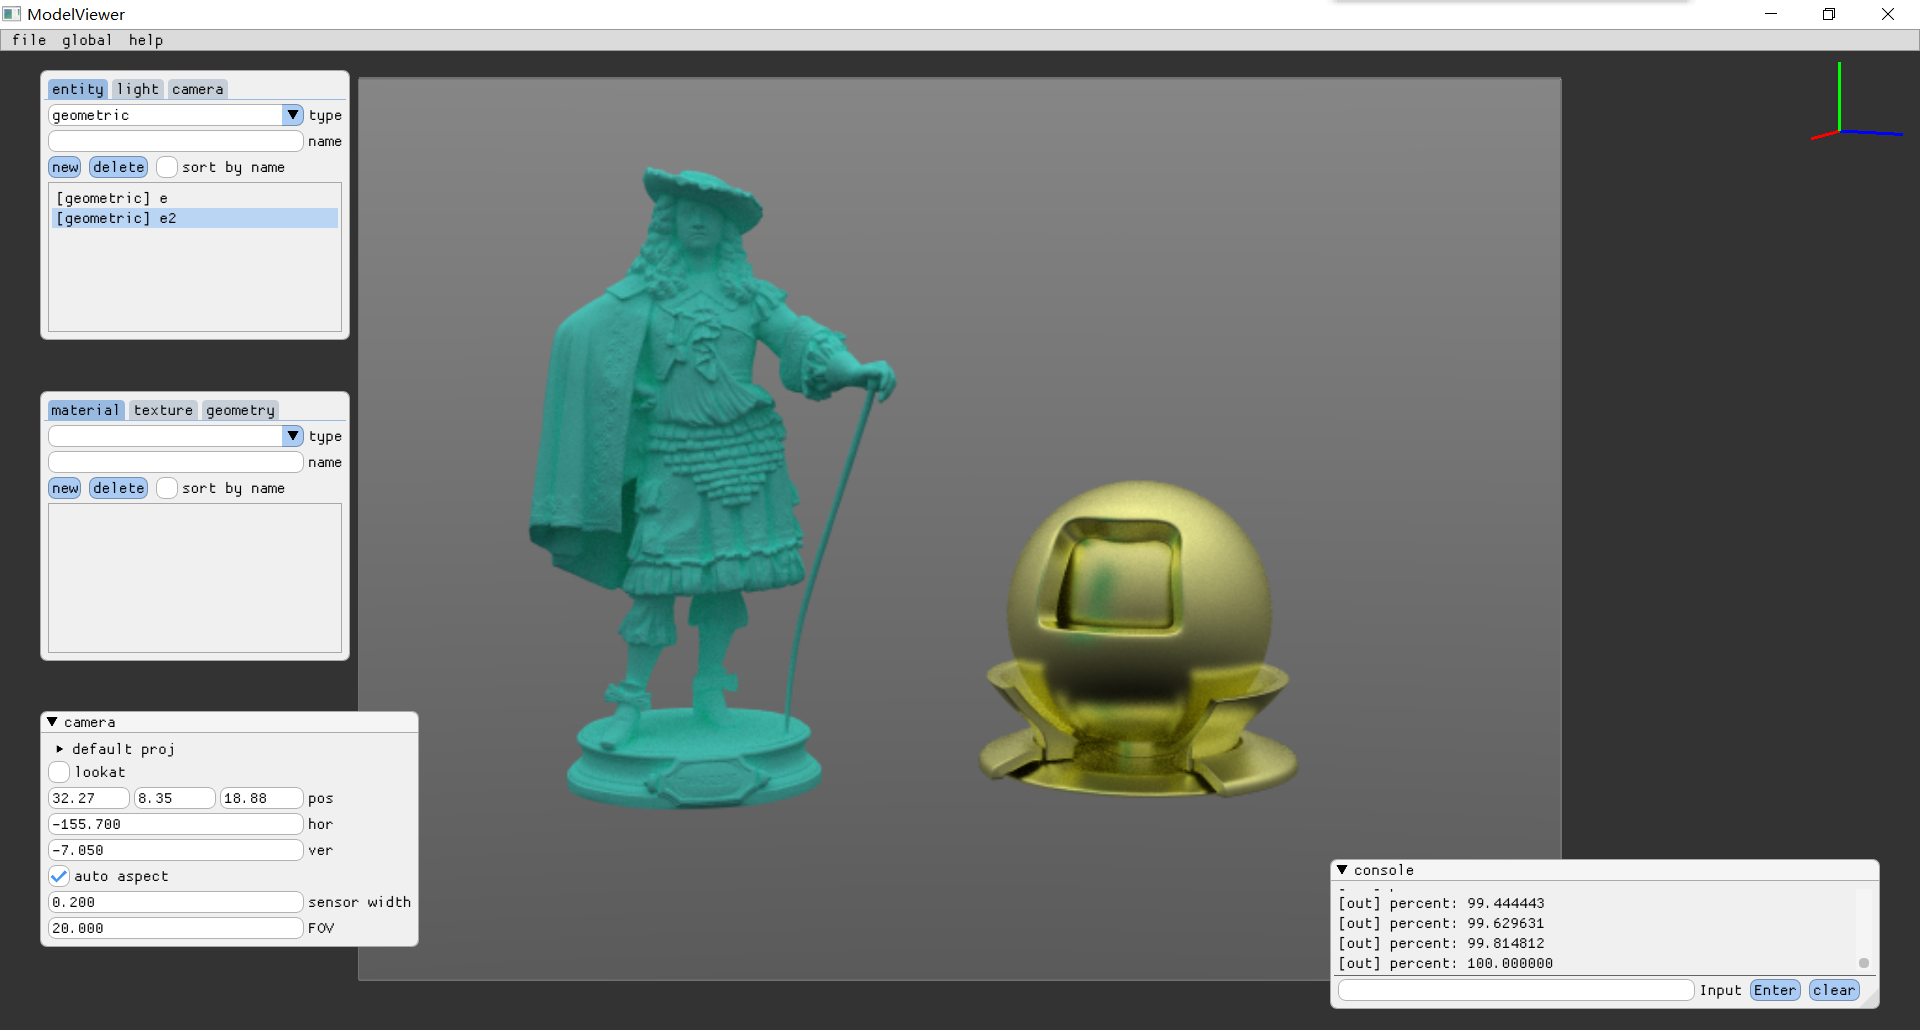 ModelViewer
file global help
entity light camera
geometric type
name
new delete sort by name
[geometric] e
[geometric] e2
material texture geometry
type
name
new delete sort by name
camera
default proj
lookat
32.27 8.35 18.88 pos
-155.700 hor
-7.050 ver
auto aspect
0.200 sensor width
20.000 FOV
console
[out] percent: 99.444443
[out] percent: 99.629631
[out] percent: 99.814812
[out] percent: 100.000000
Input Enter clear